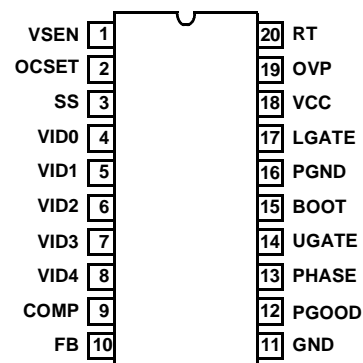 VSEN 1 20 RT
OCSET 2 19 OVP
SS 3 18 VCC
VID0 4 17 LGATE
VID1 5 16 PGND
VID2 6 15 BOOT
VID3 7 14 UGATE
VID4 8 13 PHASE
COMP 9 12 PGOOD
FB 10 11 GND